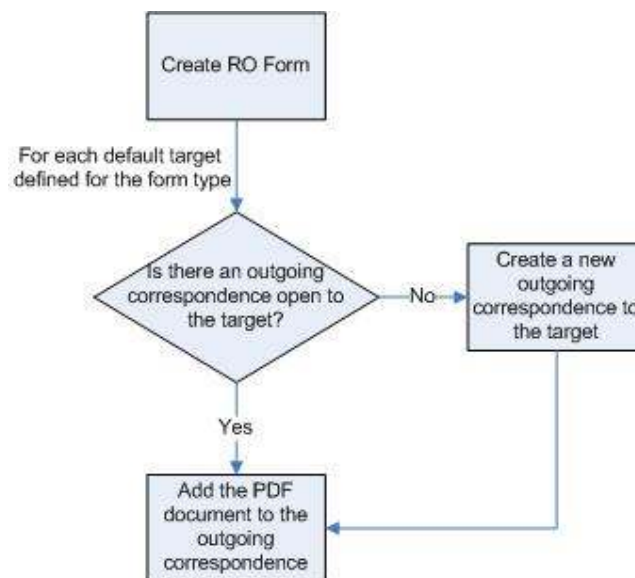 Create RO Form
For each default target
defined for the form type
Is there an outgoing
correspondence open to
the target?
No
Create a new
outgoing
correspondence to
the target
Yes
Add the PDF
document to the
outgoing
correspondence